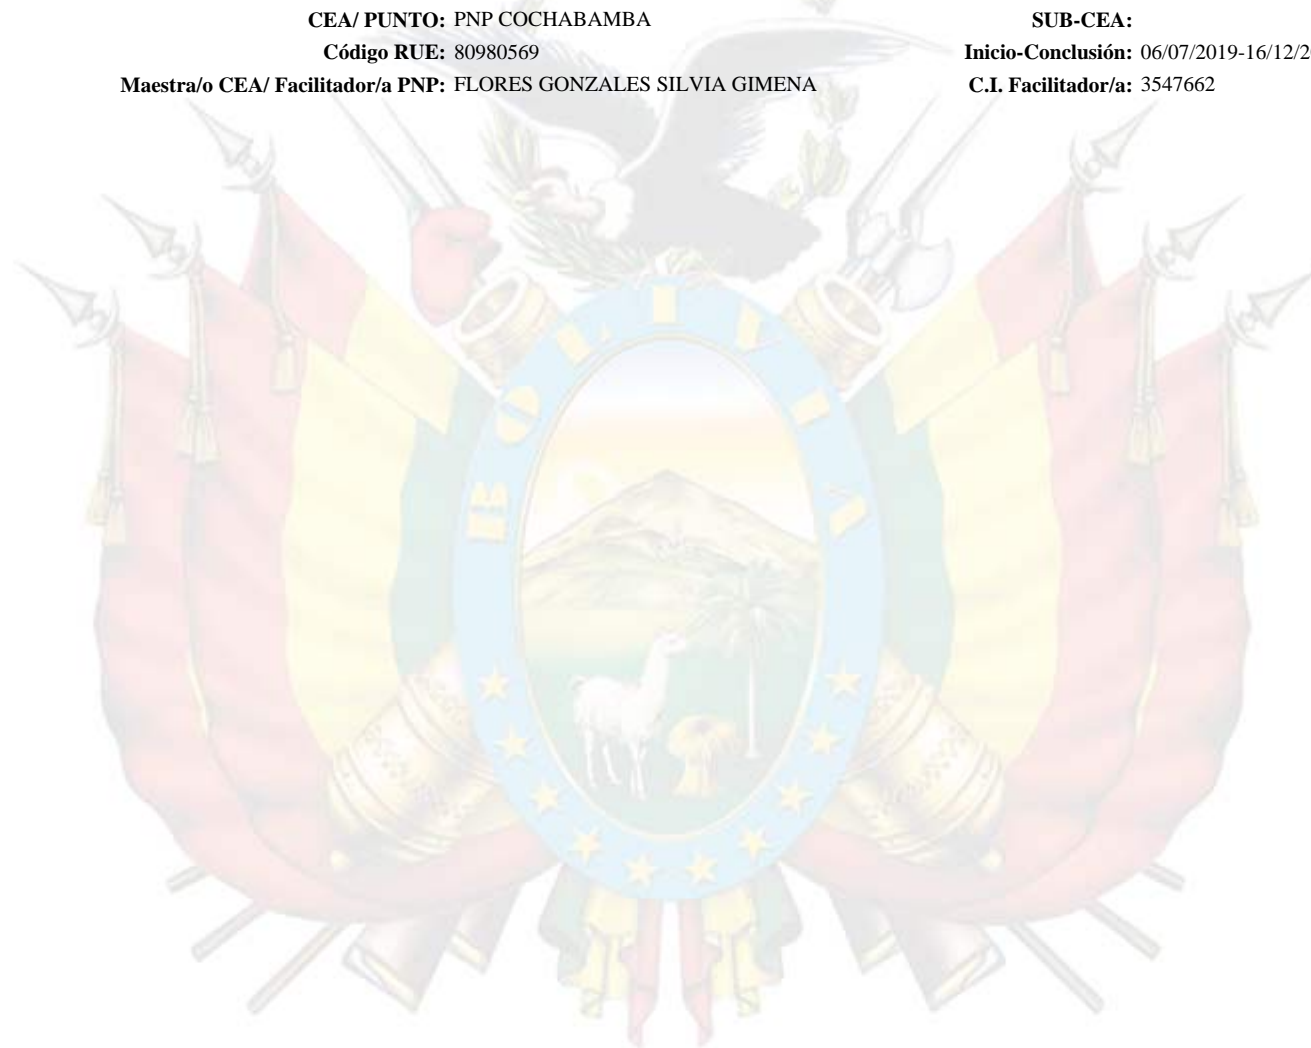 CEA/ PUNTO: PNP COCHABAMBA SUB-CEA:
Código RUE: 80980569 Inicio-Conclusión: 06/07/2019-16/12/2
Maestra/o CEA/ Facilitador/a PNP: FLORES GONZALES SILVIA GIMENA C.I. Facilitador/a: 3547662
BOLIVIA